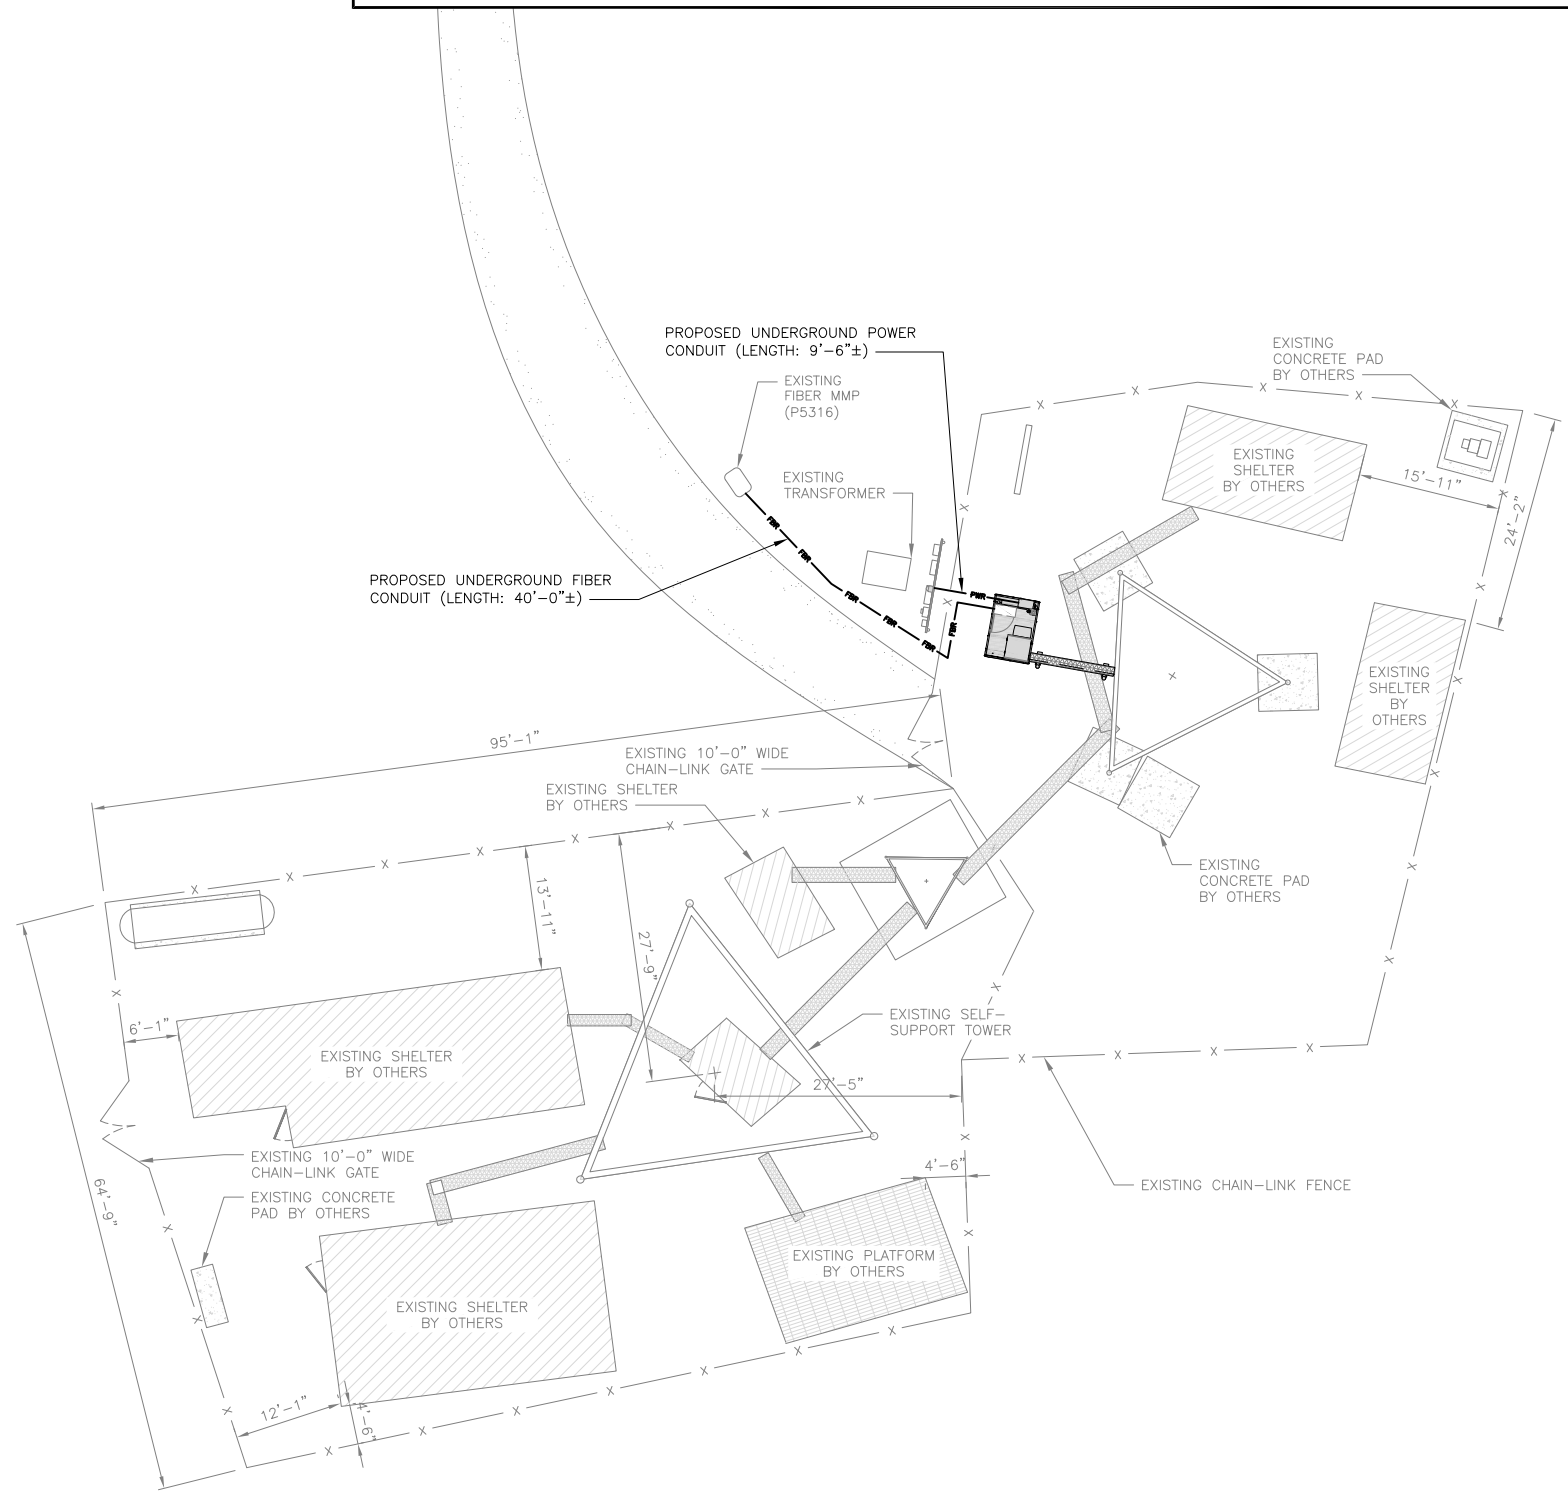 PROPOSED UNDERGROUND POWER
CONDUIT (LENGTH: 9'-6"±)
EXISTING
FIBER MMP
(P5316)
EXISTING
TRANSFORMER
PROPOSED UNDERGROUND FIBER
CONDUIT (LENGTH: 40'-0"±)
FBR
FBR
FBR
FBR
FBR
FBR
PWR
EXISTING
CONCRETE PAD
BY OTHERS
EXISTING
SHELTER
BY OTHERS
15'-11"
24'-2"
EXISTING
SHELTER
BY
OTHERS
95'-1"
EXISTING 10'-0" WIDE
CHAIN-LINK GATE
EXISTING SHELTER
BY OTHERS
EXISTING
CONCRETE PAD
BY OTHERS
13'-11"
27'-9"
EXISTING SELF-
SUPPORT TOWER
6'-1"
EXISTING SHELTER
BY OTHERS
27'-5"
EXISTING 10'-0" WIDE
CHAIN-LINK GATE
4'-6"
EXISTING CHAIN-LINK FENCE
64'-9"
EXISTING CONCRETE
PAD BY OTHERS
EXISTING PLATFORM
BY OTHERS
EXISTING SHELTER
BY OTHERS
12'-1"
4'-6"